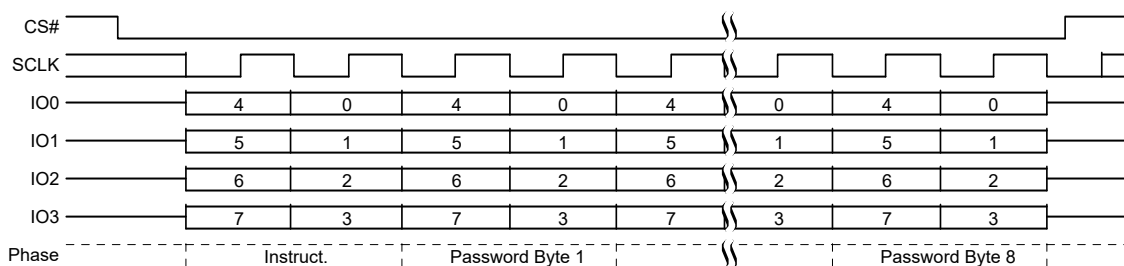 CS#
SCLK
IO0 4 0 4 0 4 0 4 0
IO1 5 1 5 1 5 1 5 1
IO2 6 2 6 2 6 2 6 2
IO3 7 3 7 3 7 3 7 3
Phase Instruct. Password Byte 1 Password Byte 8